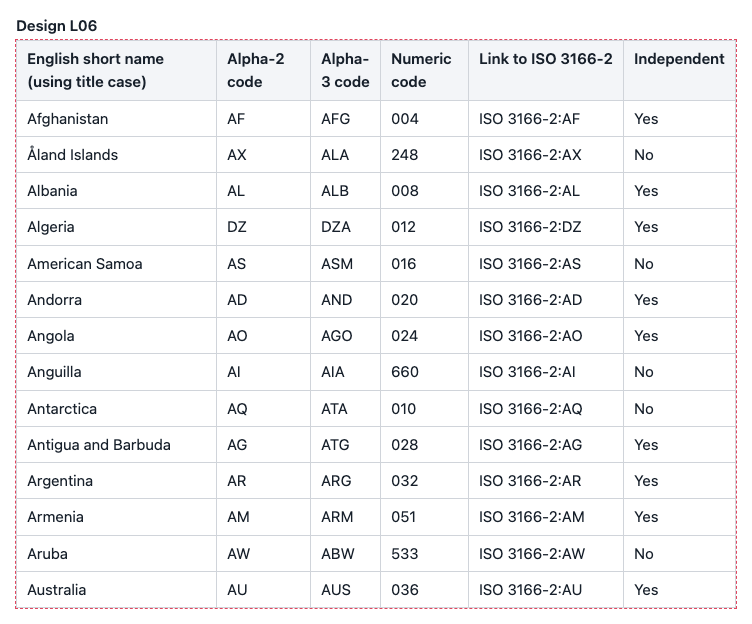 Design L06
English short name (using title case) Alpha-2 code Alpha-3 code Numeric code Link to ISO 3166-2 Independent
Afghanistan AF AFG 004 ISO 3166-2:AF Yes
Åland Islands AX ALA 248 ISO 3166-2:AX No
Albania AL ALB 008 ISO 3166-2:AL Yes
Algeria DZ DZA 012 ISO 3166-2:DZ Yes
American Samoa AS ASM 016 ISO 3166-2:AS No
Andorra AD AND 020 ISO 3166-2:AD Yes
Angola AO AGO 024 ISO 3166-2:AO Yes
Anguilla AI AIA 660 ISO 3166-2:AI No
Antarctica AQ ATA 010 ISO 3166-2:AQ No
Antigua and Barbuda AG ATG 028 ISO 3166-2:AG Yes
Argentina AR ARG 032 ISO 3166-2:AR Yes
Armenia AM ARM 051 ISO 3166-2:AM Yes
Aruba AW ABW 533 ISO 3166-2:AW No
Australia AU AUS 036 ISO 3166-2:AU Yes